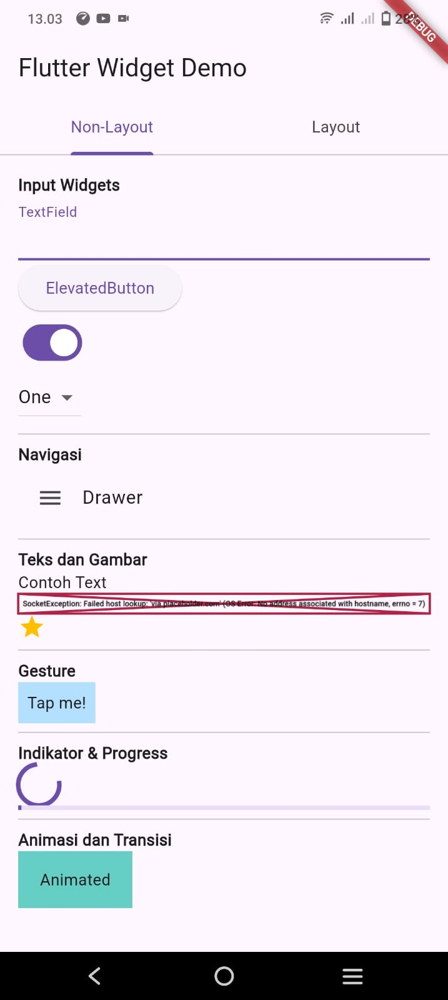 13.03
28%
DEBUG
Flutter Widget Demo
Non-Layout Layout
Input Widgets
TextField
ElevatedButton
One
Navigasi
Drawer
Teks dan Gambar
Contoh Text
SocketException: Failed host lookup: 'via.placeholder.com' (OS Error: No address associated with hostname, errno = 7)
Gesture
Tap me!
Indikator & Progress
Animasi dan Transisi
Animated